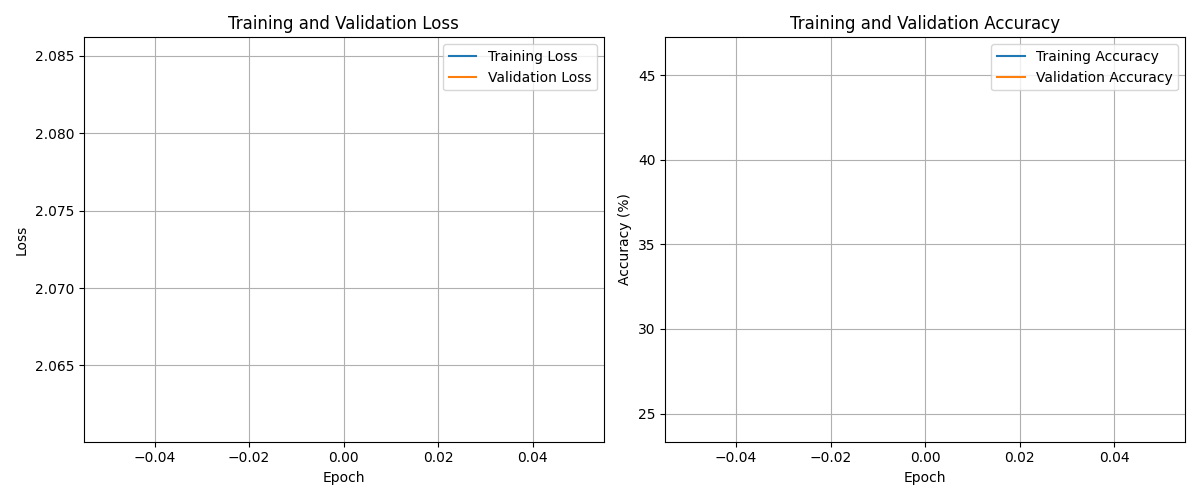 Training and Validation Loss
Training Loss
Validation Loss
2.085
2.080
2.075
2.070
2.065
Loss
−0.04 −0.02 0.00 0.02 0.04
Epoch
Training and Validation Accuracy
Training Accuracy
Validation Accuracy
45
40
35
30
25
Accuracy (%)
−0.04 −0.02 0.00 0.02 0.04
Epoch